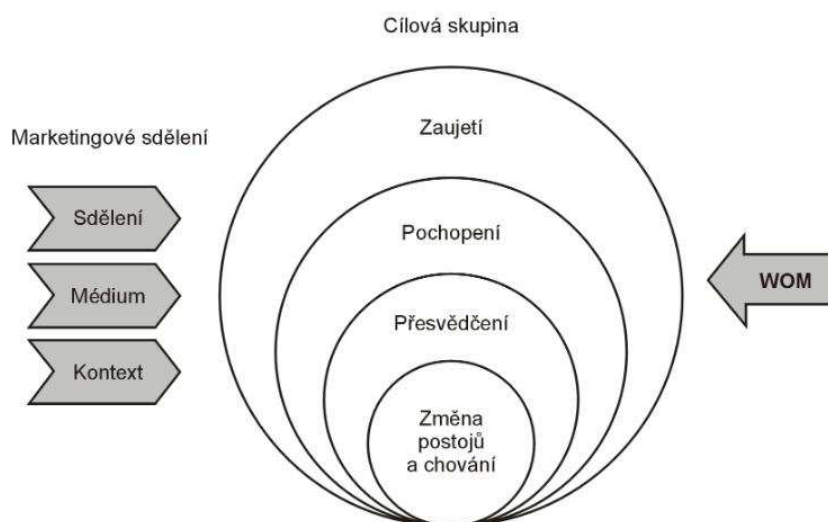 Cílová skupina
Marketingové sdělení
Sdělení
Médium
Kontext
Zaujetí
Pochopení
Přesvědčení
Změna
postojů
a chování
WOM